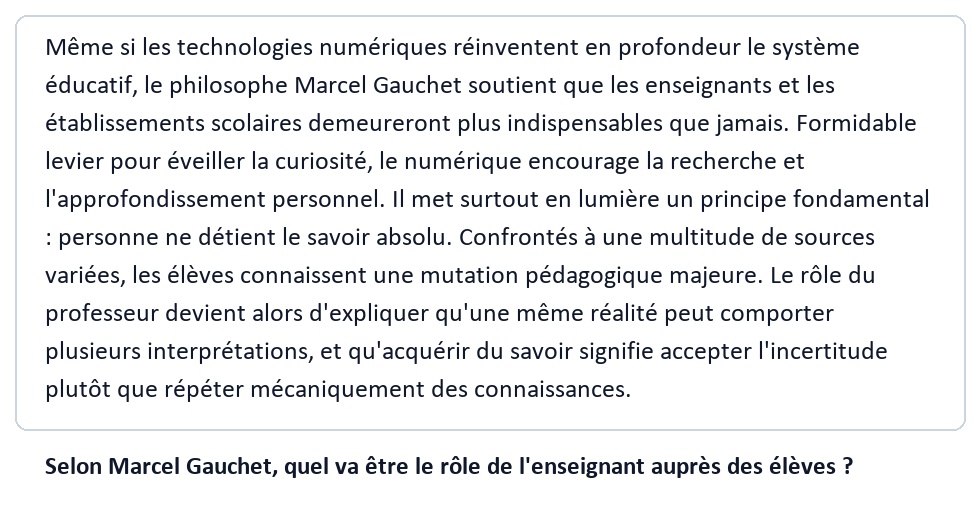 Même si les technologies numériques réinventent en profondeur le système
éducatif, le philosophe Marcel Gauchet soutient que les enseignants et les
établissements scolaires demeureront plus indispensables que jamais. Formidable
levier pour éveiller la curiosité, le numérique encourage la recherche et
l'approfondissement personnel. Il met surtout en lumière un principe fondamental
: personne ne détient le savoir absolu. Confrontés à une multitude de sources
variées, les élèves connaissent une mutation pédagogique majeure. Le rôle du
professeur devient alors d'expliquer qu'une même réalité peut comporter
plusieurs interprétations, et qu'acquérir du savoir signifie accepter l'incertitude
plutôt que répéter mécaniquement des connaissances.
Selon Marcel Gauchet, quel va être le rôle de l'enseignant auprès des élèves ?